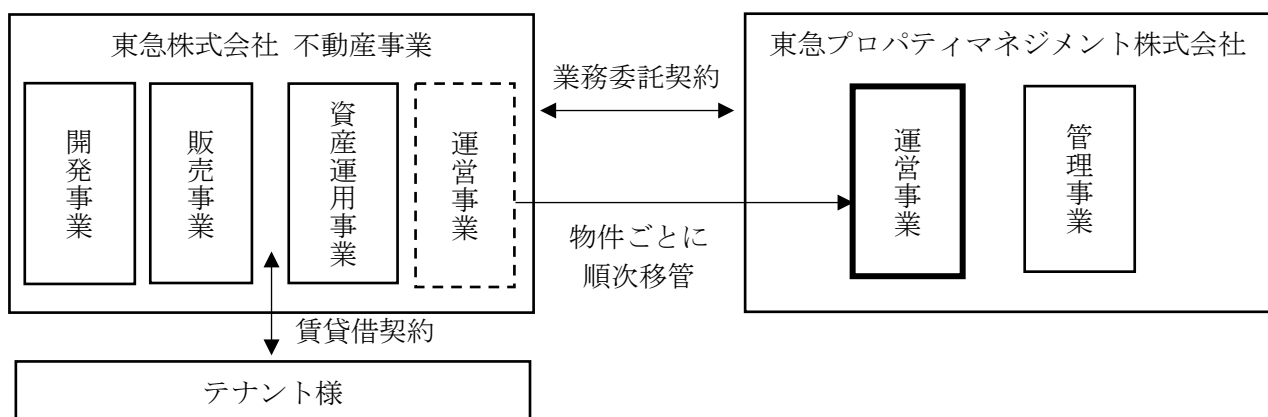 東急株式会社 不動産事業
開発事業
販売事業
資産運用事業
運営事業
業務委託契約
物件ごとに
順次移管
東急プロパティマネジメント株式会社
運営事業
管理事業
賃貸借契約
テナント様